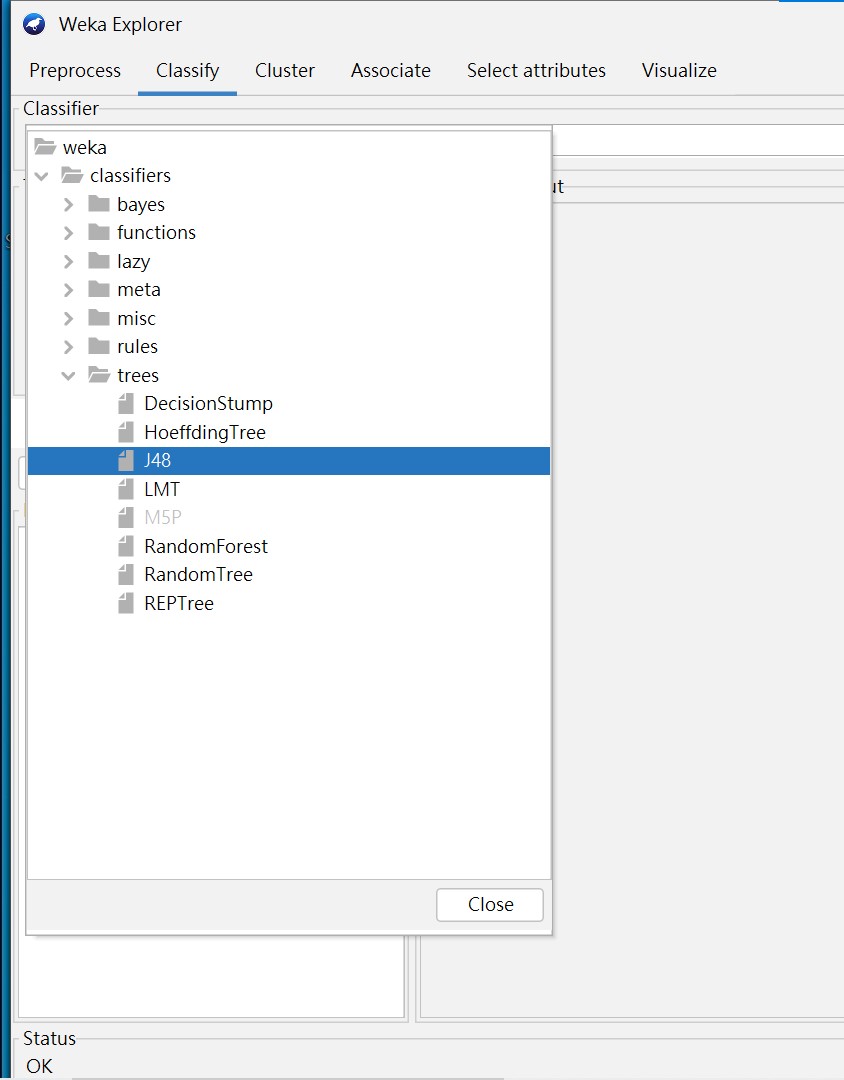 Weka Explorer
Preprocess Classify Cluster Associate Select attributes Visualize
Classifier
weka
classifiers
bayes
functions
lazy
meta
misc
rules
trees
DecisionStump
HoeffdingTree
J48
LMT
M5P
RandomForest
RandomTree
REPTree
Close
Status
OK